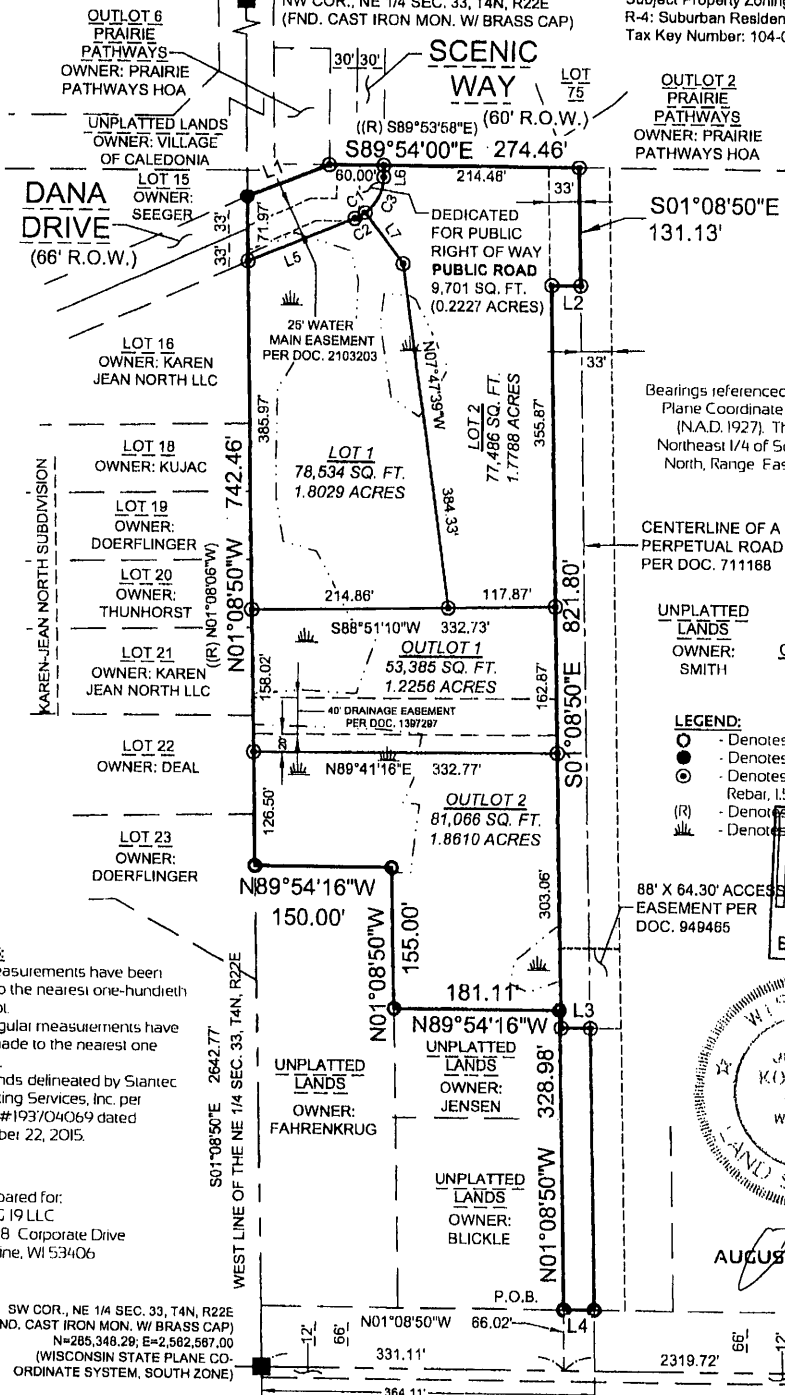 NW COR., NE 1/4 SEC. 33, T4N, R22E
(FND. CAST IRON MON. W/ BRASS CAP)
Subject Property Zoning
R-4: Suburban Residen
Tax Key Number: 104-0
OUTLOT 6
PRAIRIE
PATHWAYS
OWNER: PRAIRIE
PATHWAYS HOA
30' 30'
SCENIC
WAY
(60' R.O.W.)
LOT
75
OUTLOT 2
PRAIRIE
PATHWAYS
OWNER: PRAIRIE
PATHWAYS HOA
UNPLATTED LANDS
OWNER: VILLAGE
OF CALEDONIA
((R) S89°53'58"E)
S89°54'00"E 274.46'
60.00'
214.46'
L1
L6
33'
LOT 15
OWNER:
SEEGER
DANA
DRIVE
(66' R.O.W.)
33'
33'
71.97'
C1
C2
C3
L7
L5
S01°08'50"E
131.13'
DEDICATED
FOR PUBLIC
RIGHT OF WAY
PUBLIC ROAD
9,701 SQ. FT.
(0.2227 ACRES)
L2
25' WATER
MAIN EASEMENT
PER DOC. 2103203
33'
LOT 16
OWNER: KAREN
JEAN NORTH LLC
385.97'
N07°47'39"W
384.33'
LOT 2
77,486 SQ. FT.
1.7788 ACRES
355.87'
Bearings referenced
Plane Coordinate
(N.A.D. 1927). Th
Northeast 1/4 of Se
North, Range Eas
LOT 18
OWNER: KUJAC
LOT 1
78,534 SQ. FT.
1.8029 ACRES
KAREN-JEAN NORTH SUBDIVISION
LOT 19
OWNER:
DOERFLINGER
((R) N01°08'06"W)
N01°08'50"W 742.46'
CENTERLINE OF A
PERPETUAL ROAD
PER DOC. 711168
LOT 20
OWNER:
THUNHORST
214.86'
117.87'
S88°51'10"W 332.73'
S01°08'50"E 821.80'
UNPLATTED
LANDS
OWNER:
SMITH
OUTLOT 1
53,385 SQ. FT.
1.2256 ACRES
LOT 21
OWNER: KAREN
JEAN NORTH LLC
158.02'
162.87'
40' DRAINAGE EASEMENT
PER DOC. 1397297
20'
LEGEND:
- Denotes
- Denotes
- Denotes
Rebar, 1.5
(R) - Denote
- Denote
LOT 22
OWNER: DEAL
N89°41'16"E 332.77'
126.50'
OUTLOT 2
81,066 SQ. FT.
1.8610 ACRES
LOT 23
OWNER:
DOERFLINGER
N89°54'16"W
150.00'
N01°08'50"W
155.00'
303.06'
88' X 64.30' ACCESS
EASEMENT PER
DOC. 949465
181.11'
N89°54'16"W
L3
easurements have been
o the nearest one-hundreth
ot.
gular measurements have
made to the nearest one
nds delineated by Stantec
ting Services, Inc. per
#193704069 dated
ber 22, 2015.
S01°08'50"E 2642.77'
WEST LINE OF THE NE 1/4 SEC. 33, T4N, R22E
UNPLATTED
LANDS
OWNER:
FAHRENKRUG
UNPLATTED
LANDS
OWNER:
JENSEN
UNPLATTED
LANDS
OWNER:
BLICKLE
N01°08'50"W 328.98'
WIS
KO
W
LAND S
pared for:
G 19 LLC
8 Corporate Drive
ine, WI 53406
AUGUS
P.O.B.
L4
SW COR., NE 1/4 SEC. 33, T4N, R22E
ND. CAST IRON MON. W/ BRASS CAP)
N=285,348.29; E=2,562,567.00
(WISCONSIN STATE PLANE CO-
ORDINATE SYSTEM, SOUTH ZONE)
N01°08'50"W 66.02'
12'
66'
331.11'
364.11'
2319.72'
66'
12'